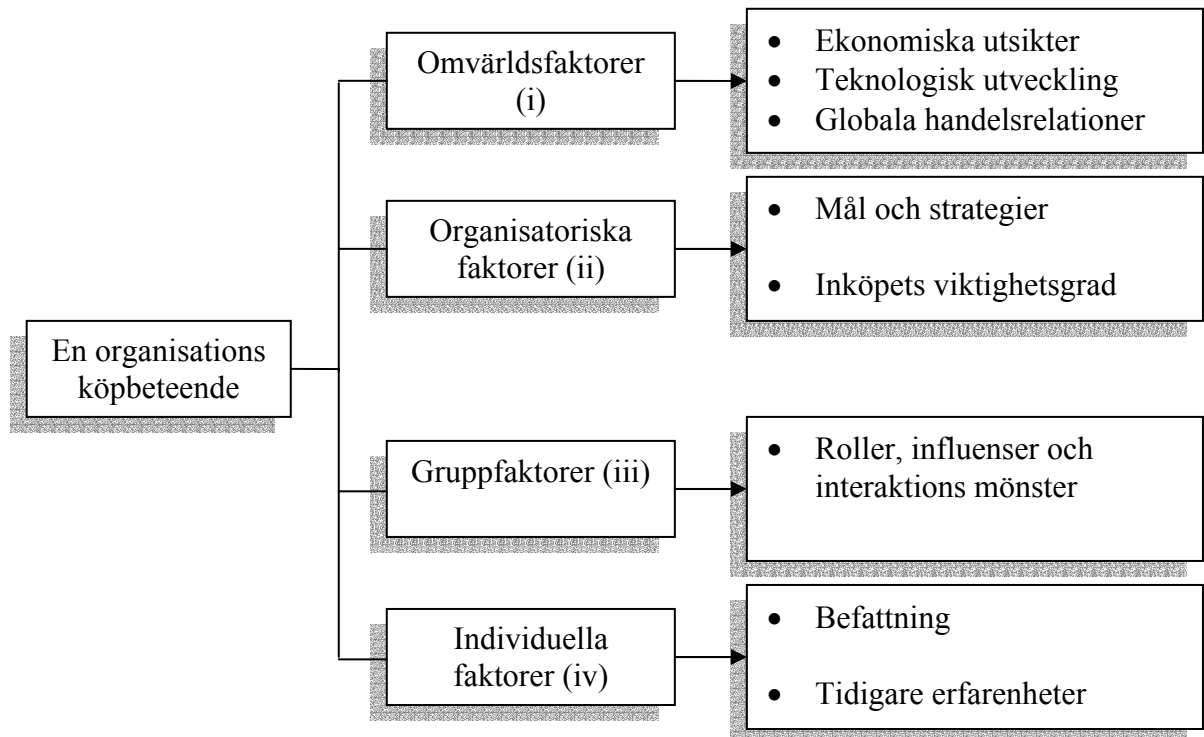 Omvärldsfaktorer
(i)
• Ekonomiska utsikter
• Teknologisk utveckling
• Globala handelsrelationer
Organisatoriska
faktorer (ii)
• Mål och strategier
• Inköpets viktighetsgrad
En organisations
köpbeteende
Gruppfaktorer (iii)
• Roller, influenser och
interaktions mönster
Individuella
faktorer (iv)
• Befattning
• Tidigare erfarenheter